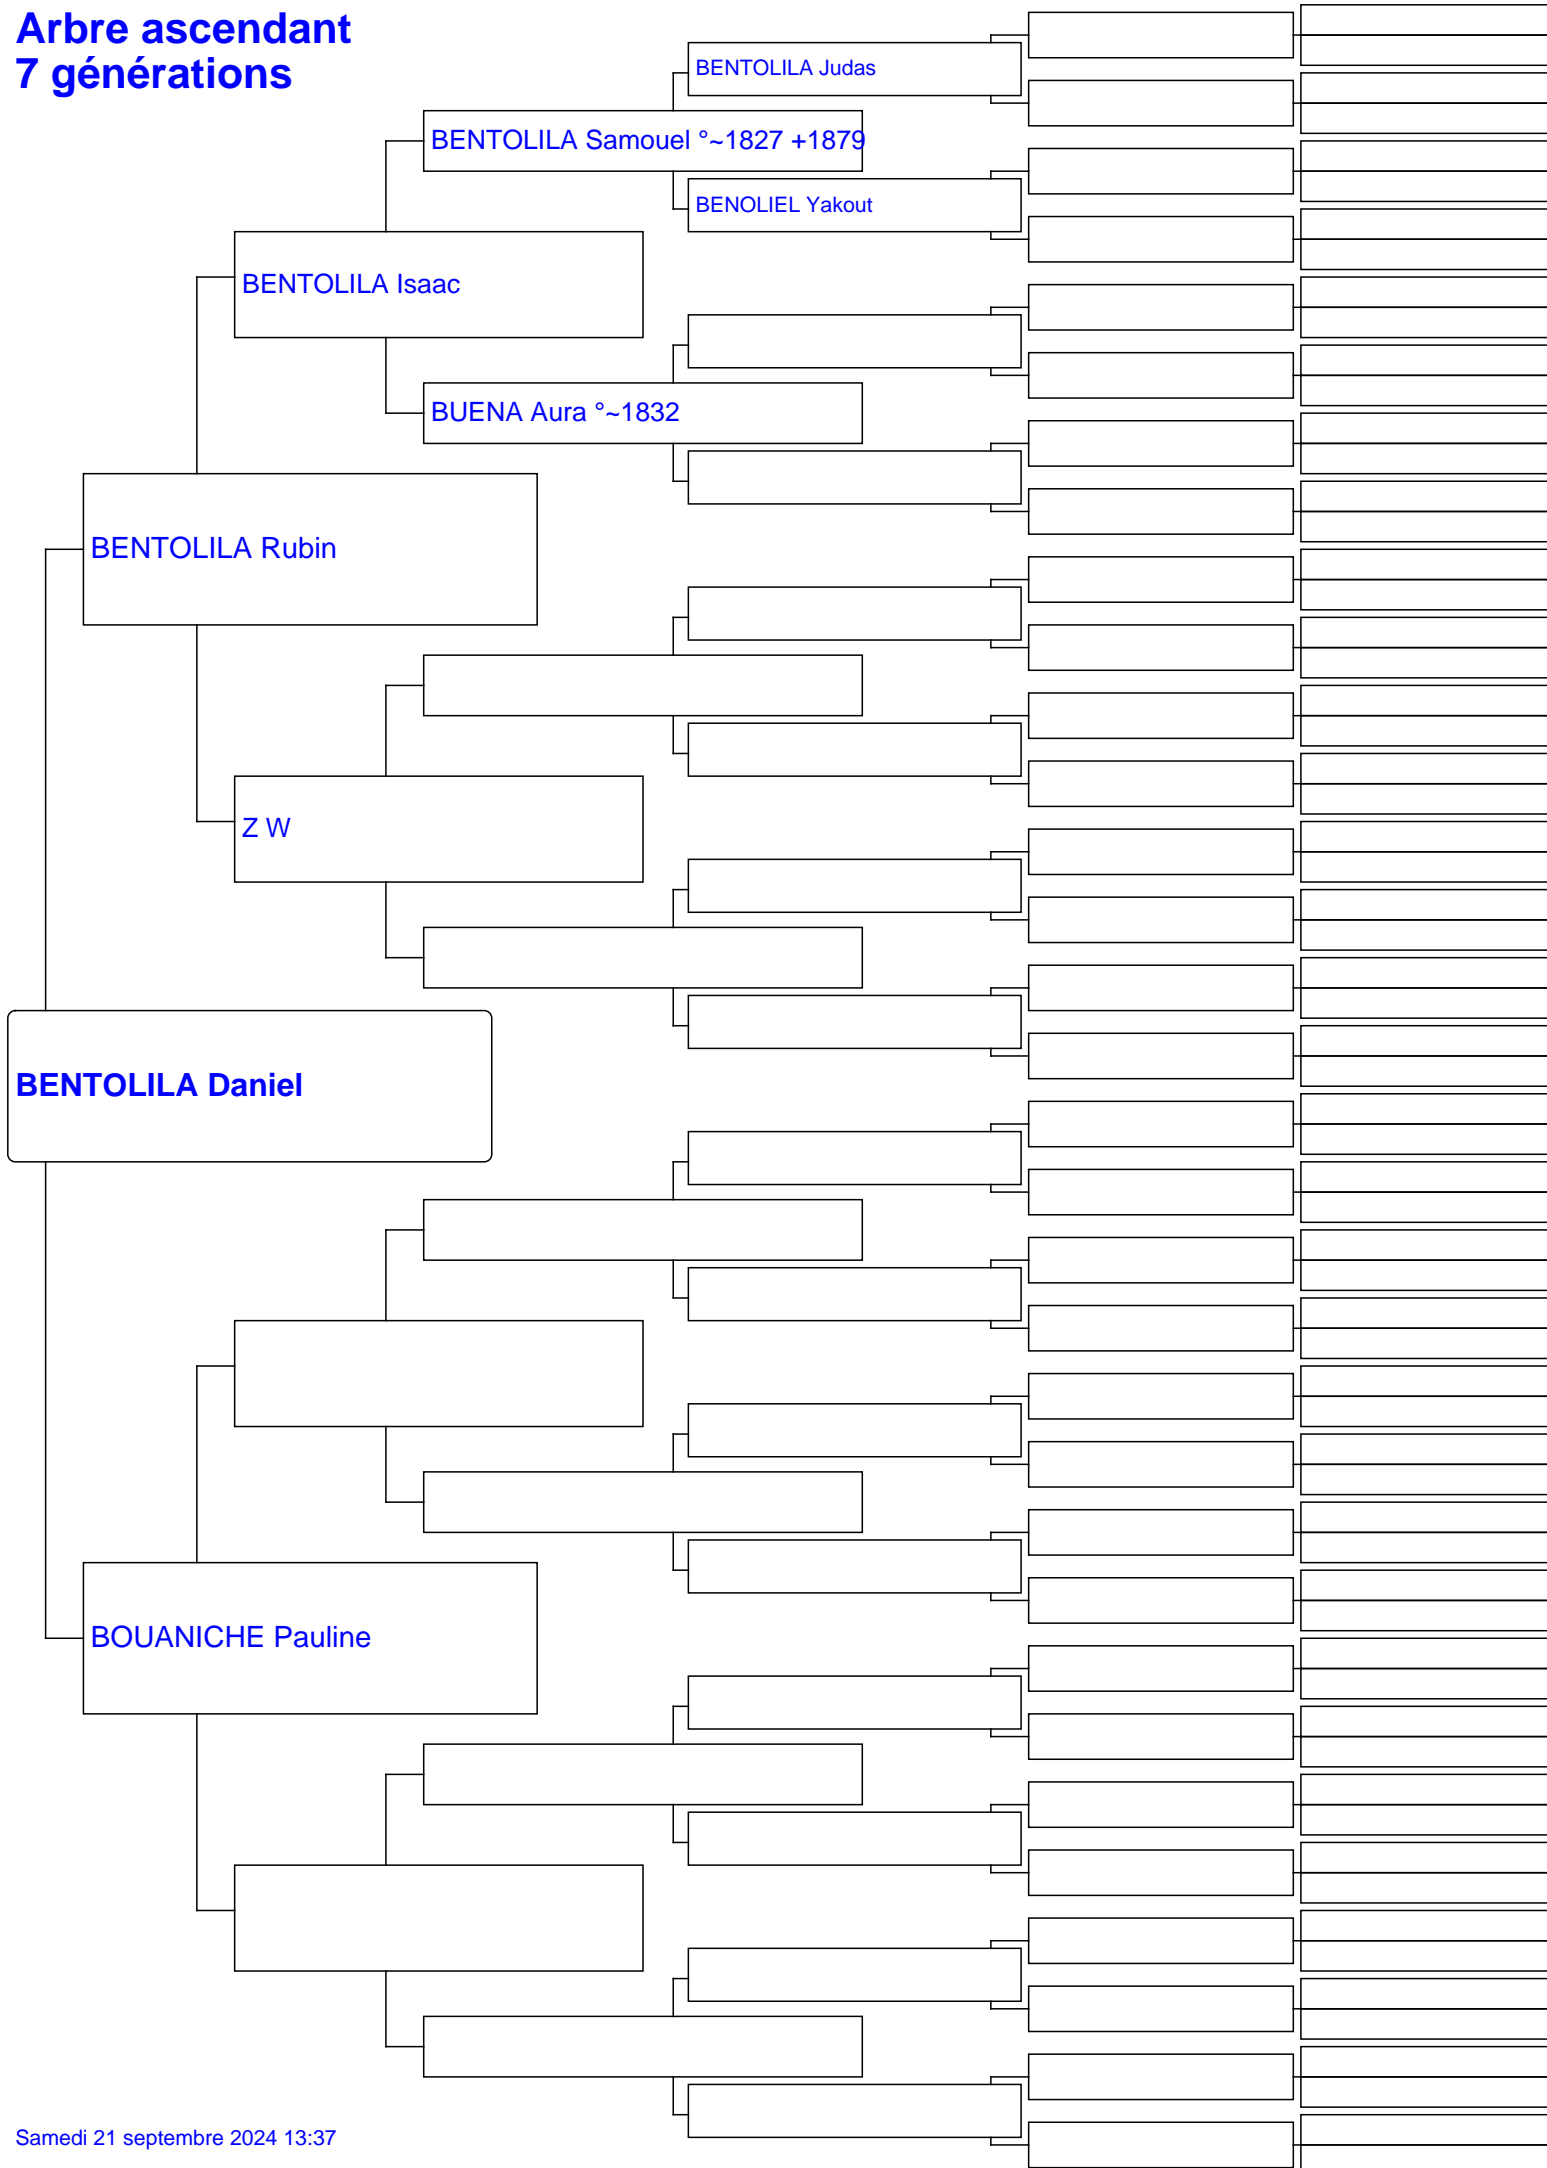 Arbre ascendant
7 générations
BENTOLILA Judas
BENTOLILA Samouel °~1827 +1879
BENOLIEL Yakout
BENTOLILA Isaac
BUENA Aura °~1832
BENTOLILA Rubin
Z W
BENTOLILA Daniel
BOUANICHE Pauline
Samedi 21 septembre 2024 13:37